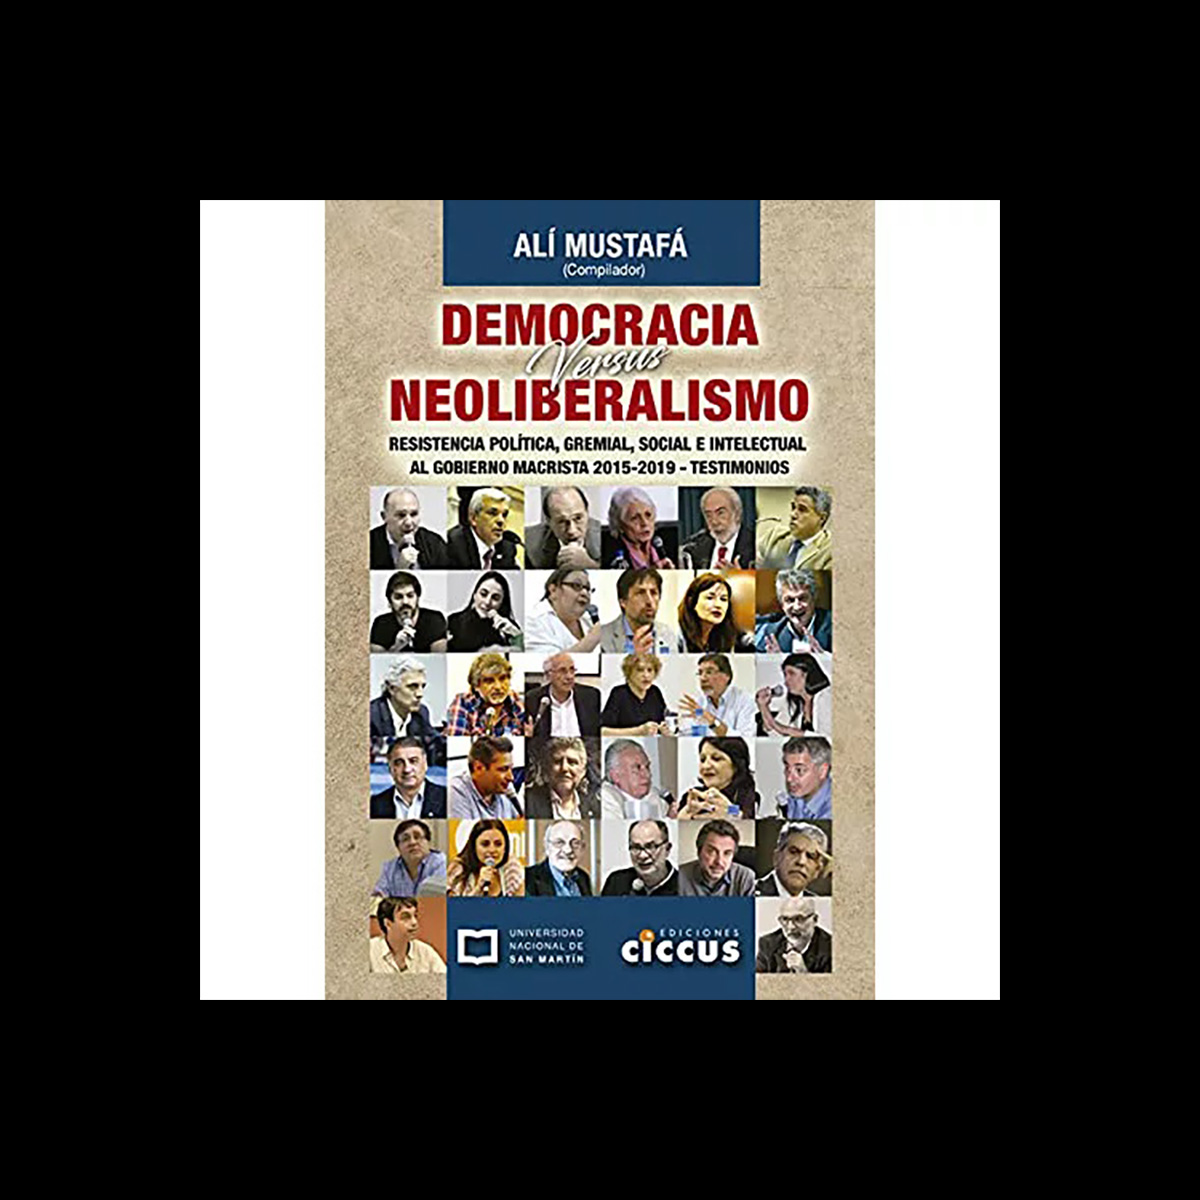 ALÍ MUSTAFÁ
(Compilador)
DEMOCRACIA
Versus
NEOLIBERALISMO
RESISTENCIA POLÍTICA, GREMIAL, SOCIAL E INTELECTUAL
AL GOBIERNO MACRISTA 2015-2019 - TESTIMONIOS
UNIVERSIDAD
NACIONAL DE
SAN MARTÍN
EDICIONES
CICCUS